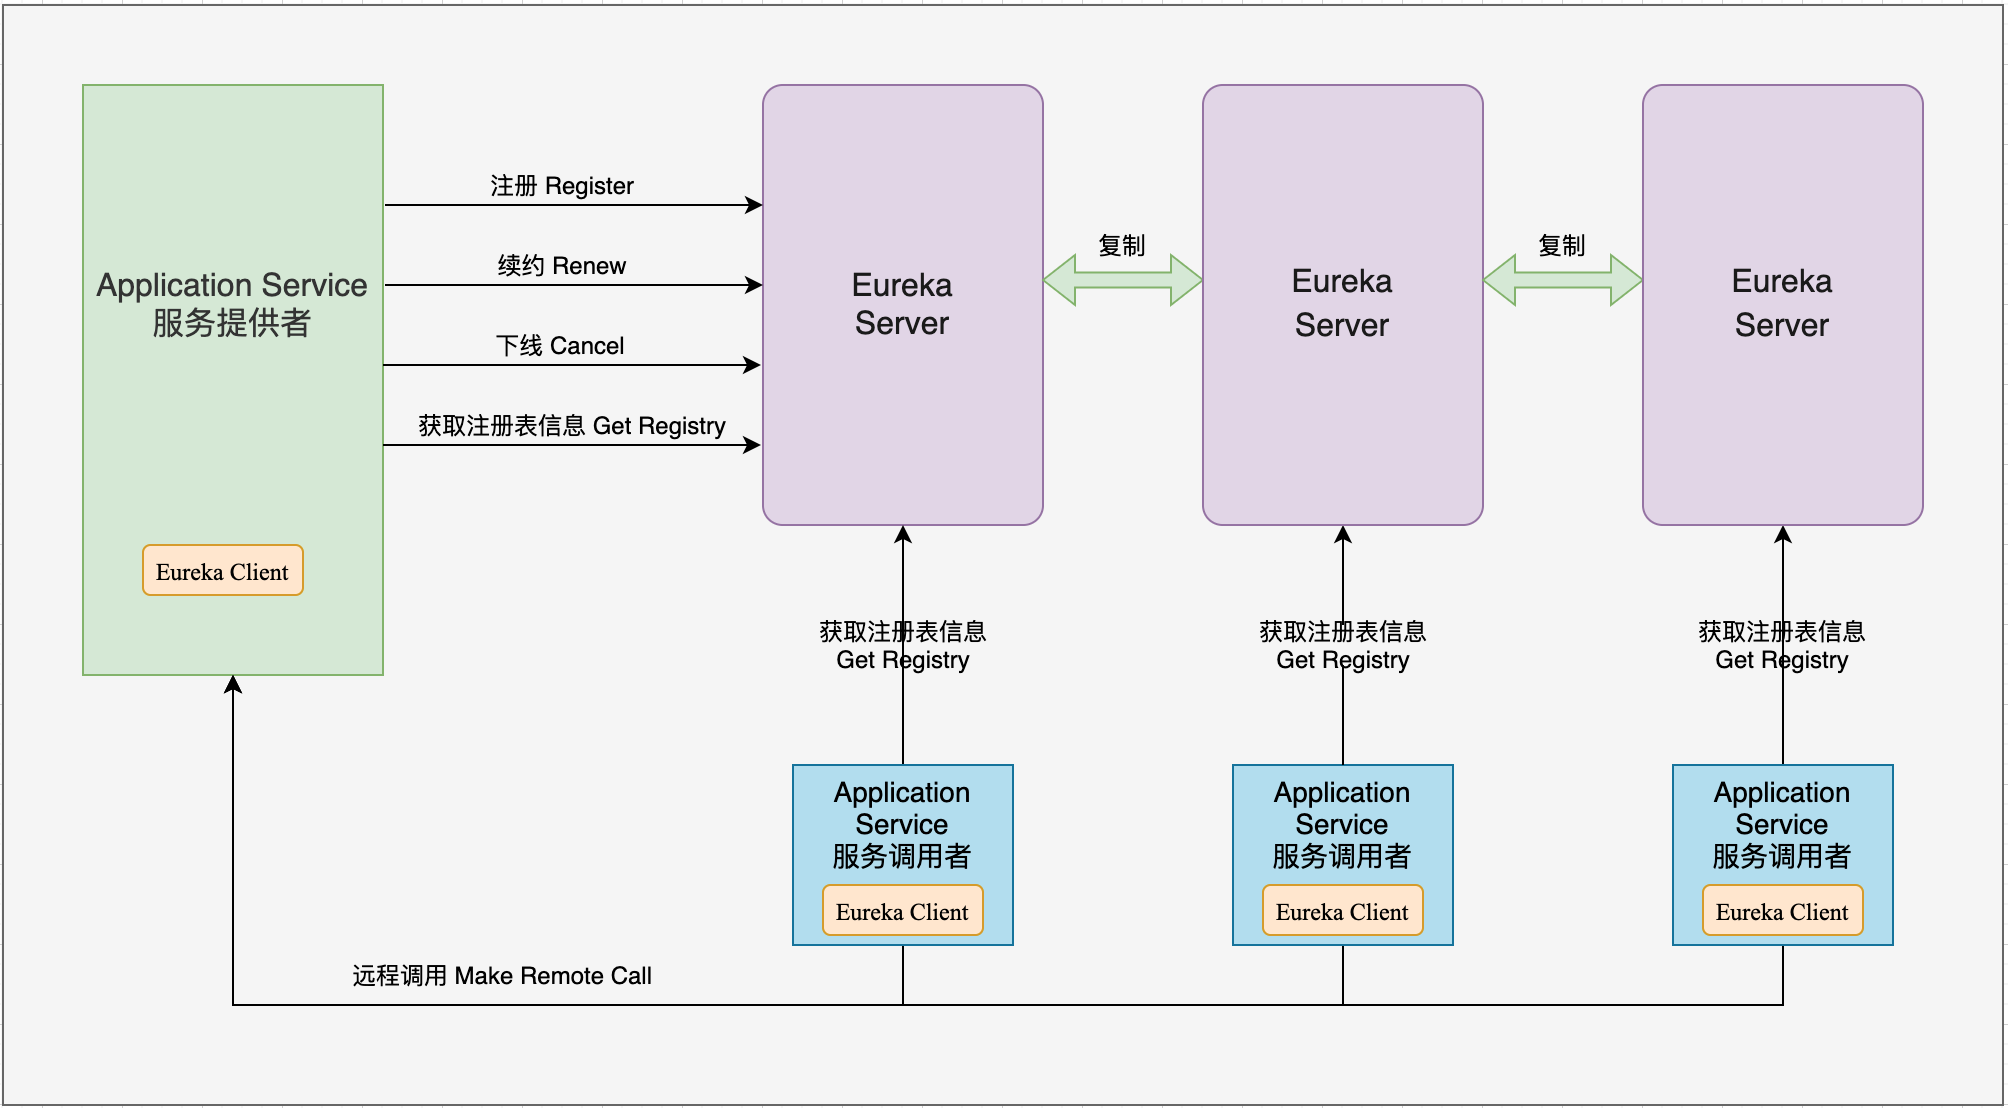 注册 Register
续约 Renew
下线 Cancel
获取注册表信息 Get Registry
Application Service
服务提供者
Eureka Client
Eureka
Server
复制
Eureka
Server
复制
Eureka
Server
获取注册表信息
Get Registry
获取注册表信息
Get Registry
获取注册表信息
Get Registry
Application
Service
服务调用者
Eureka Client
Application
Service
服务调用者
Eureka Client
Application
Service
服务调用者
Eureka Client
远程调用 Make Remote Call